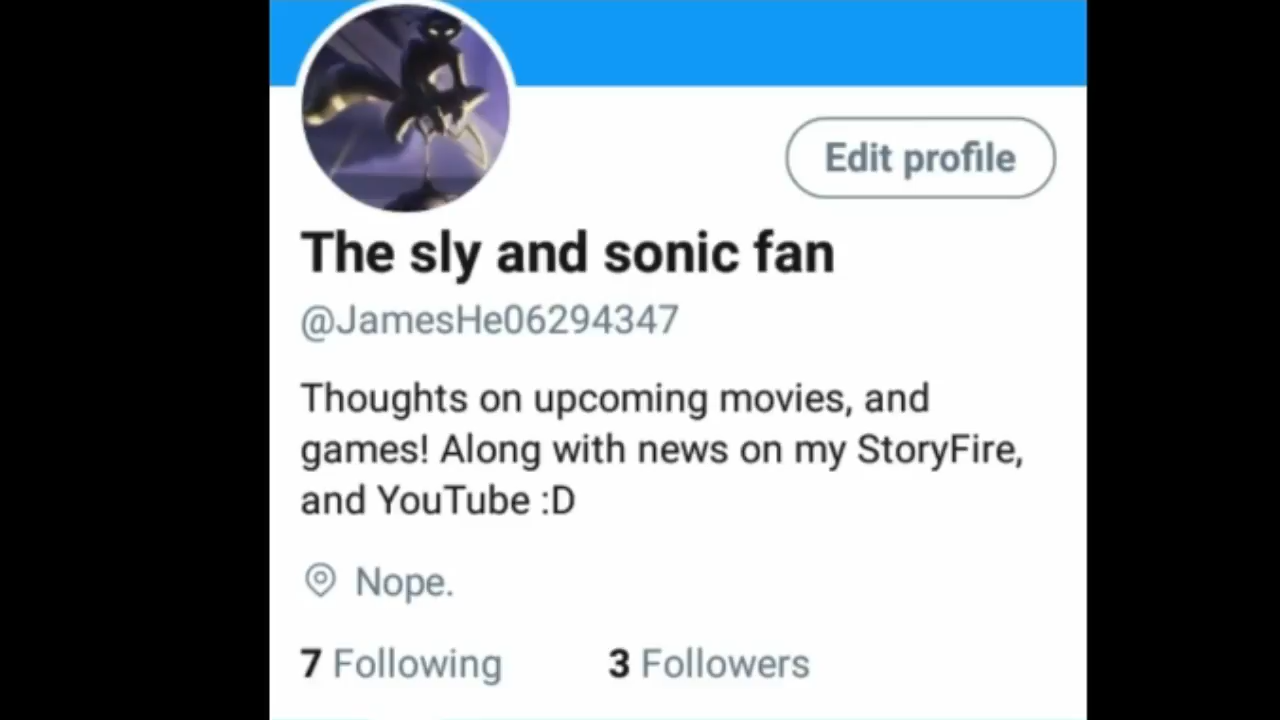 Edit profile
The sly and sonic fan
@JamesHe06294347
Thoughts on upcoming movies, and
games! Along with news on my StoryFire,
and YouTube :D
Nope.
7 Following 3 Followers